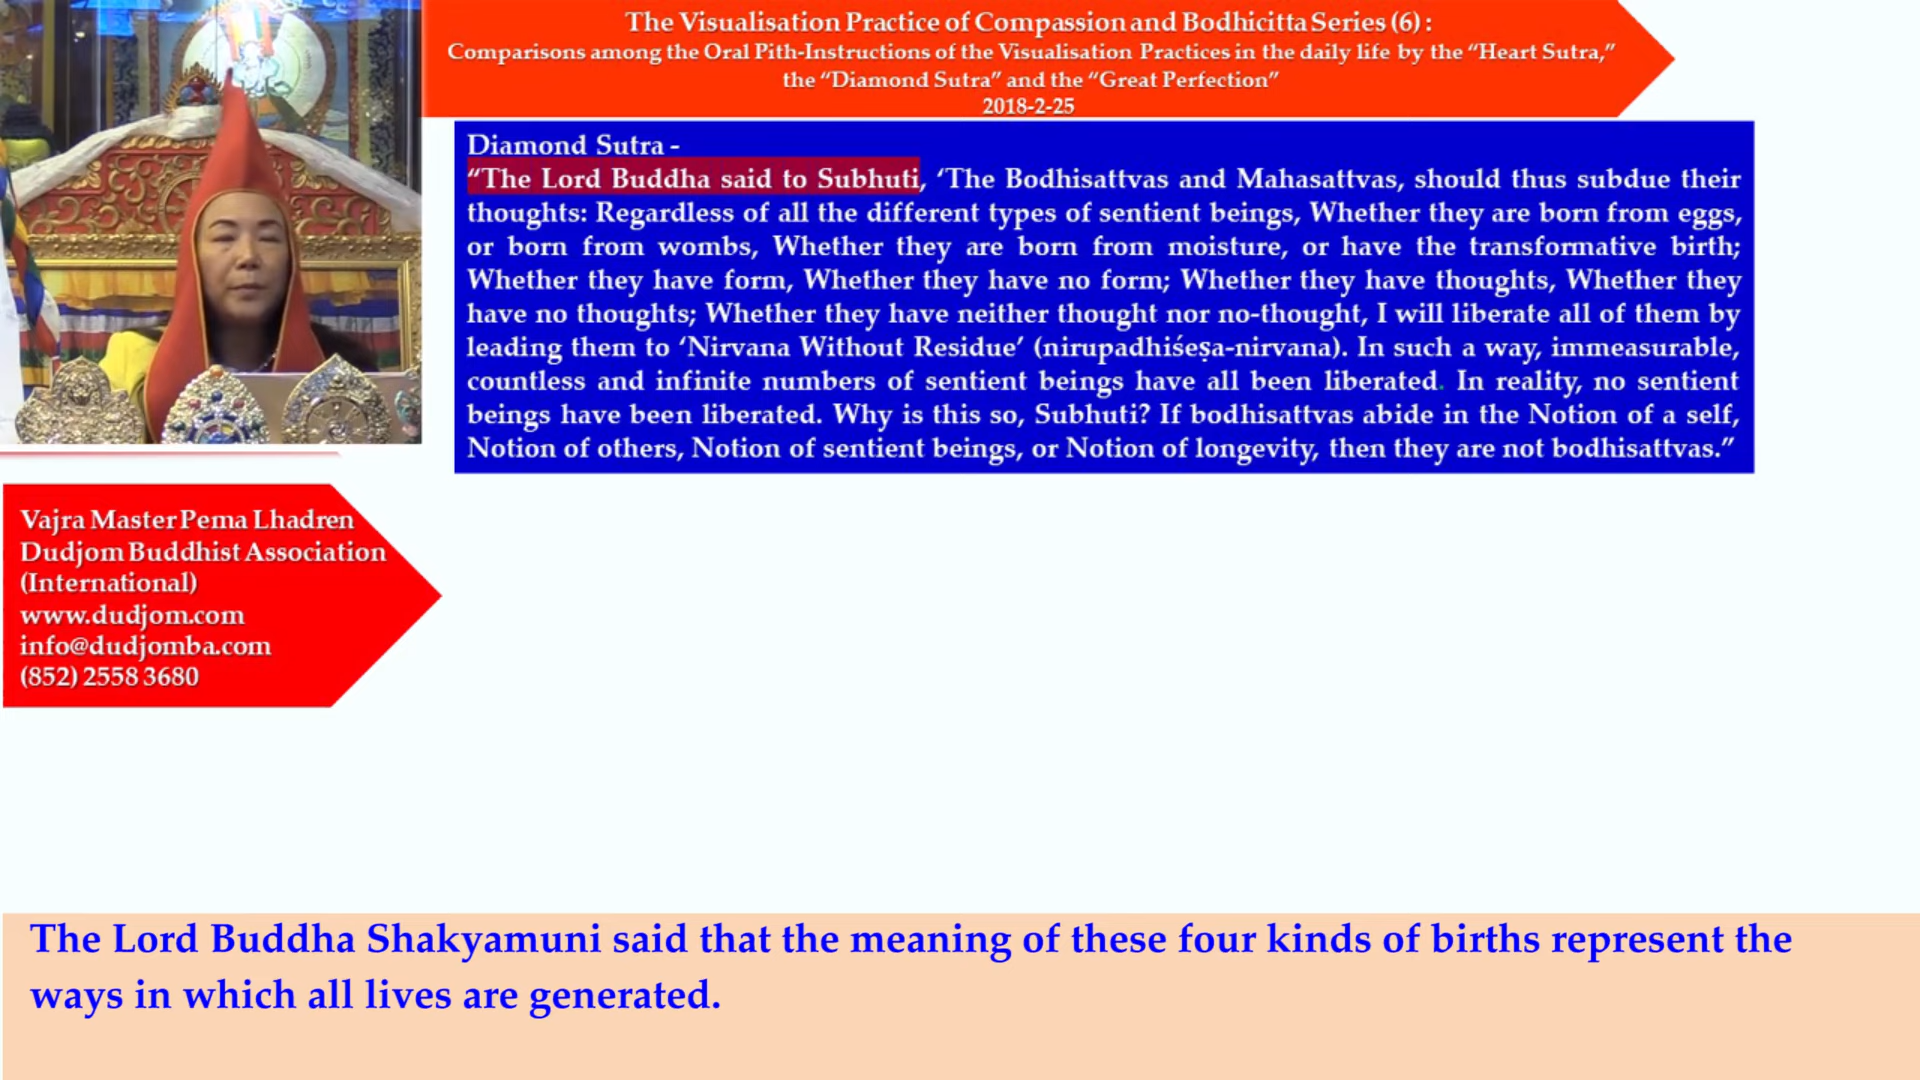 The Visualisation Practice of Compassion and Bodhicitta Series (6) :
Comparisons among the Oral Pith-Instructions of the Visualisation Practices in the daily life by the “Heart Sutra,”
the “Diamond Sutra” and the “Great Perfection”
2018-2-25
Diamond Sutra -
“The Lord Buddha said to Subhuti, ‘The Bodhisattvas and Mahasattvas, should thus subdue their
thoughts: Regardless of all the different types of sentient beings, Whether they are born from eggs,
or born from wombs, Whether they are born from moisture, or have the transformative birth;
Whether they have form, Whether they have no form; Whether they have thoughts, Whether they
have no thoughts; Whether they have neither thought nor no-thought, I will liberate all of them by
leading them to ‘Nirvana Without Residue’ (nirupadhiśeṣa-nirvana). In such a way, immeasurable,
countless and infinite numbers of sentient beings have all been liberated. In reality, no sentient
beings have been liberated. Why is this so, Subhuti? If bodhisattvas abide in the Notion of a self,
Notion of others, Notion of sentient beings, or Notion of longevity, then they are not bodhisattvas.”
Vajra Master Pema Lhadren
Dudjom Buddhist Association
(International)
www.dudjom.com
info@dudjomba.com
(852) 2558 3680
The Lord Buddha Shakyamuni said that the meaning of these four kinds of births represent the
ways in which all lives are generated.